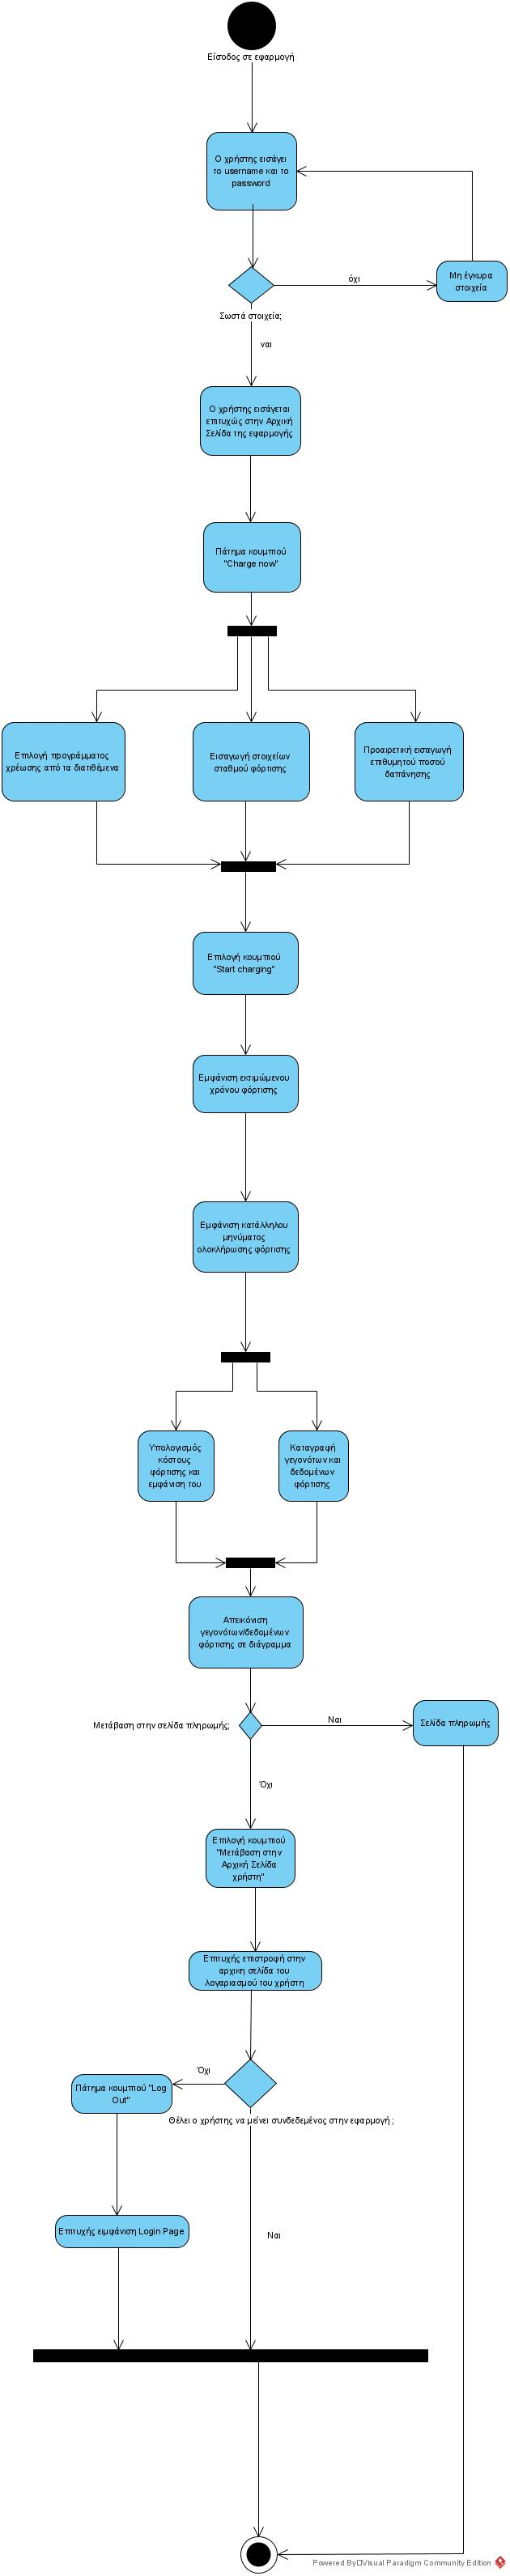 Είσοδος σε εφαρμογή
Ο χρήστης εισάγει
το username και το
password
όχι
Μη έγκυρα
στοιχεία
Σωστά στοιχεία;
ναι
Ο χρήστης εισάγεται
επιτυχώς στην Αρχική
Σελίδα της εφαρμογής
Πάτημα κουμπιού
"Charge now"
Επιλογή προγράμματος
χρέωσης από τα διατιθέμενα
Εισαγωγή στοιχείων
σταθμού φόρτισης
Προαιρετική εισαγωγή
επιθυμητού ποσού
δαπάνησης
Επιλογή κουμπιού
"Start charging"
Εμφάνιση εκτιμώμενου
χρόνου φόρτισης
Εμφάνιση κατάλληλου
μηνύματος
ολοκλήρωσης φόρτισης
Υπολογισμός
κόστους
φόρτισης και
εμφάνιση του
Καταγραφή
γεγονότων και
δεδομένων
φόρτισης
Απεικόνιση
γεγονότων/δεδομένων
φόρτισης σε διάγραμμα
Μετάβαση στην σελίδα πληρωμής;
Ναι
Σελίδα πληρωμής
Όχι
Επιλογή κουμπιού
"Μετάβαση στην
Αρχική Σελίδα
χρήστη"
Επιτυχής επιστροφή στην
αρχικη σελίδα του
λογαριασμού του χρήστη
Όχι
Πάτημα κουμπιού "Log
Out"
Θέλει ο χρήστης να μείνει συνδεδεμένος στην εφαρμογή ;
Επιτυχής εμφάνιση Login Page
Ναι
Powered By Visual Paradigm Community Edition